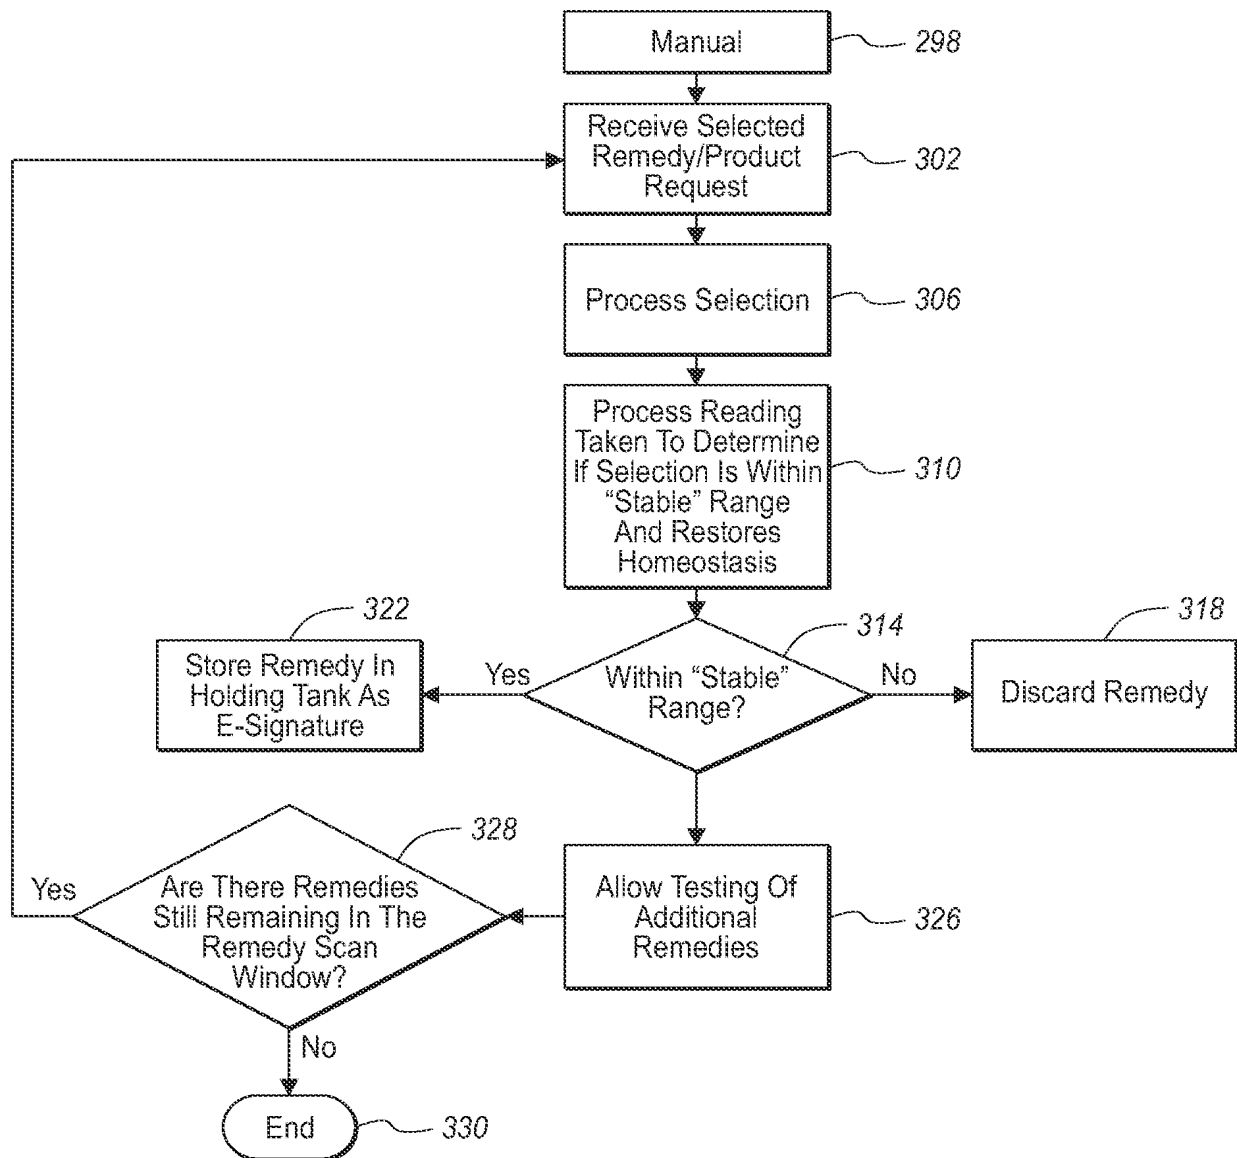 Manual
298
Receive Selected
Remedy/Product
Request
302
Process Selection
306
Process Reading
Taken To Determine
If Selection Is Within
“Stable” Range
And Restores
Homeostasis
310
322
Store Remedy In
Holding Tank As
E-Signature
Yes
314
Within “Stable”
Range?
No
318
Discard Remedy
328
Yes
Are There Remedies
Still Remaining In The
Remedy Scan
Window?
Allow Testing Of
Additional
Remedies
326
No
End
330